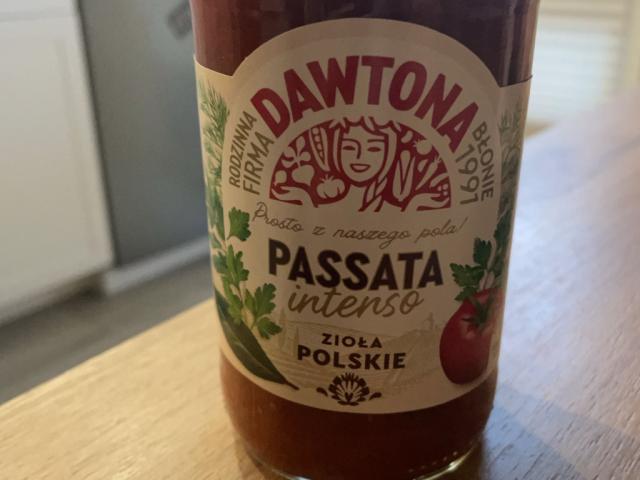 DAWTONA
RODZINNA
FIRMA
BŁONIE
1991
Prosto z naszego pola!
PASSATA
intenso
ZIOŁA
POLSKIE